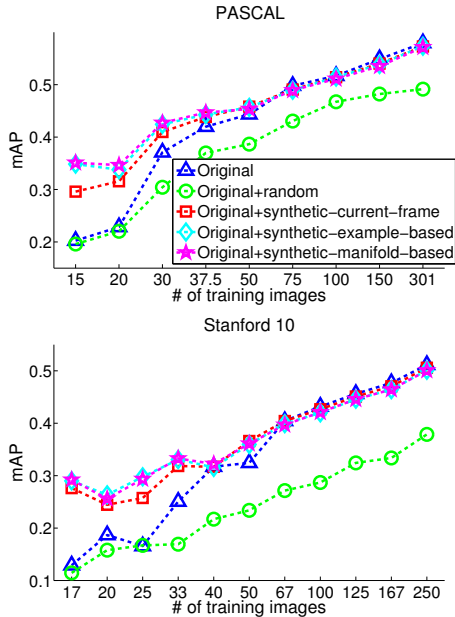 PASCAL
0.5
0.4
0.3
0.2
mAP
Original
Original+random
Original+synthetic-current-frame
Original+synthetic-example-based
Original+synthetic-manifold-based
15 20 30 37.5 50 75 100 150 301
# of training images
Stanford 10
0.5
0.4
0.3
0.2
0.1
mAP
17 20 25 33 40 50 67 100 125 167 250
# of training images